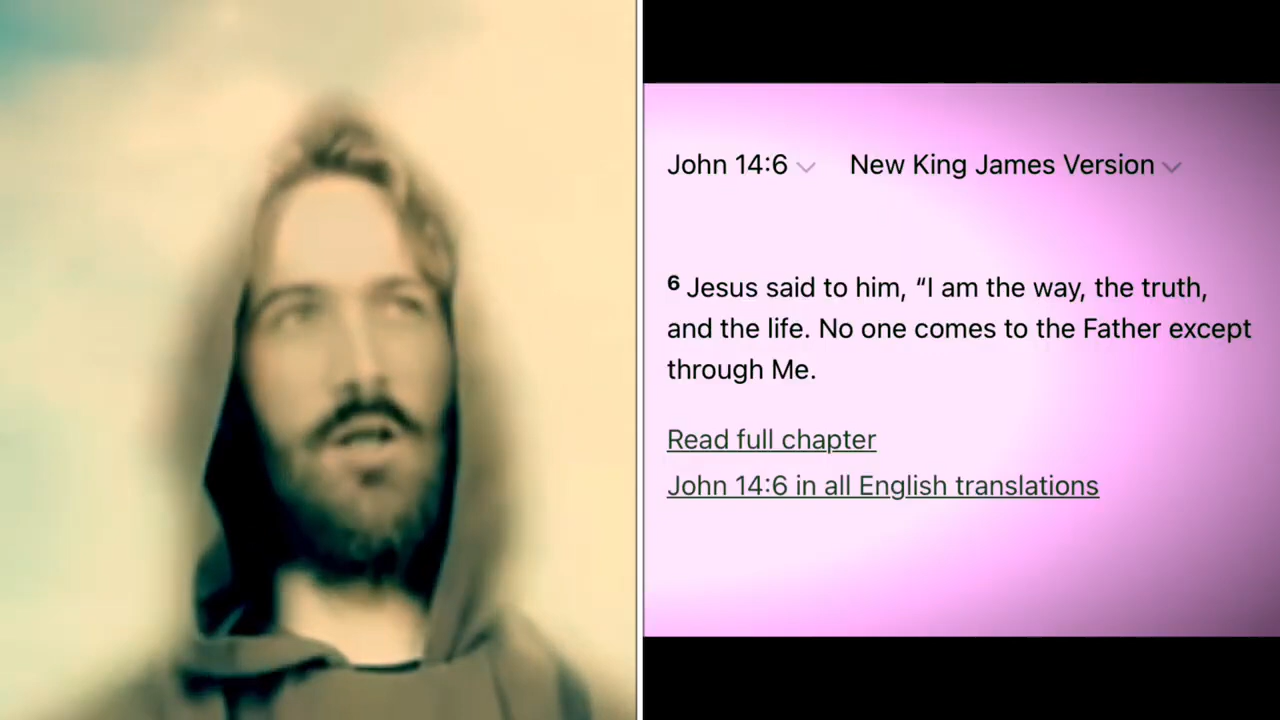 John 14:6 New King James Version
6 Jesus said to him, “I am the way, the truth,
and the life. No one comes to the Father except
through Me.
Read full chapter
John 14:6 in all English translations